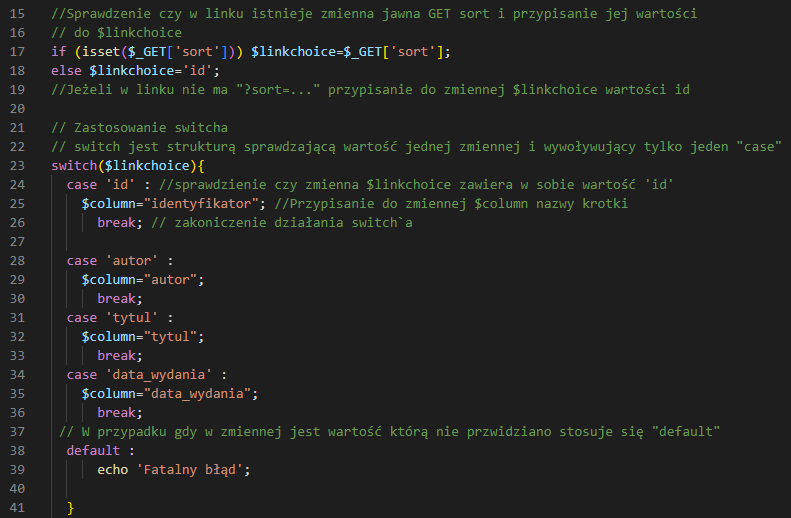 15 //Sprawdzenie czy w linku istnieje zmienna jawna GET sort i przypisanie jej wartości
16 // do $linkchoice
17 if (isset($_GET['sort'])) $linkchoice=$_GET['sort'];
18 else $linkchoice='id';
19 //Jeżeli w linku nie ma "?sort=..." przypisanie do zmiennej $linkchoice wartości id
20
21 // Zastosowanie switcha
22 // switch jest strukturą sprawdzającą wartość jednej zmiennej i wywoływujący tylko jeden "case"
23 switch($linkchoice){
24 case 'id' : //sprawdzienie czy zmienna $linkchoice zawiera w sobie wartość 'id'
25 $column="identyfikator"; //Przypisanie do zmiennej $column nazwy krotki
26 break; // zakoniczenie działania switch`a
27
28 case 'autor' :
29 $column="autor";
30 break;
31 case 'tytul' :
32 $column="tytul";
33 break;
34 case 'data_wydania' :
35 $column="data_wydania";
36 break;
37 // W przypadku gdy w zmiennej jest wartość którą nie przwidziano stosuje się "default"
38 default :
39 echo 'Fatalny błąd';
40
41 }